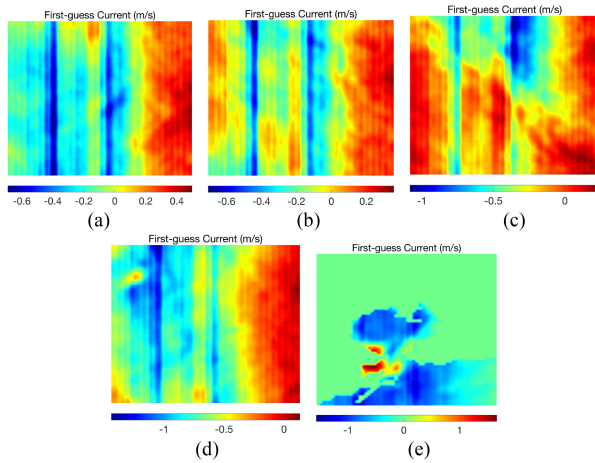 First-guess Current (m/s)
First-guess Current (m/s)
First-guess Current (m/s)
-0.6 -0.4 -0.2 0 0.2 0.4
-0.6 -0.4 -0.2 0 0.2
-1 -0.5 0
(a)
(b)
(c)
First-guess Current (m/s)
First-guess Current (m/s)
-1 -0.5 0
-1 0 1
(d)
(e)